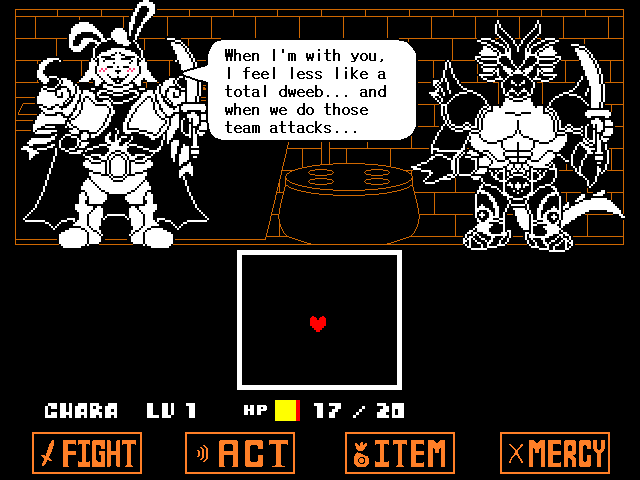 When I'm with you,
I feel less like a
total dweeb... and
when we do those
team attacks...
CHARA LV 1 HP 17 / 20
FIGHT ACT ITEM MERCY